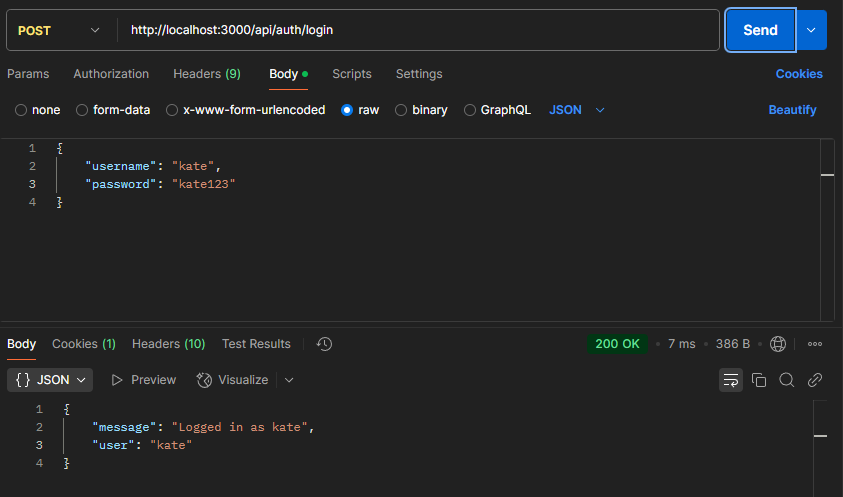 POST http://localhost:3000/api/auth/login Send
Params Authorization Headers (9) Body Scripts Settings Cookies
none form-data x-www-form-urlencoded raw binary GraphQL JSON Beautify
1 {
2 "username": "kate",
3 "password": "kate123"
4 }
Body Cookies (1) Headers (10) Test Results 200 OK • 7 ms • 386 B •
{} JSON Preview Visualize
1 {
2 "message": "Logged in as kate",
3 "user": "kate"
4 }